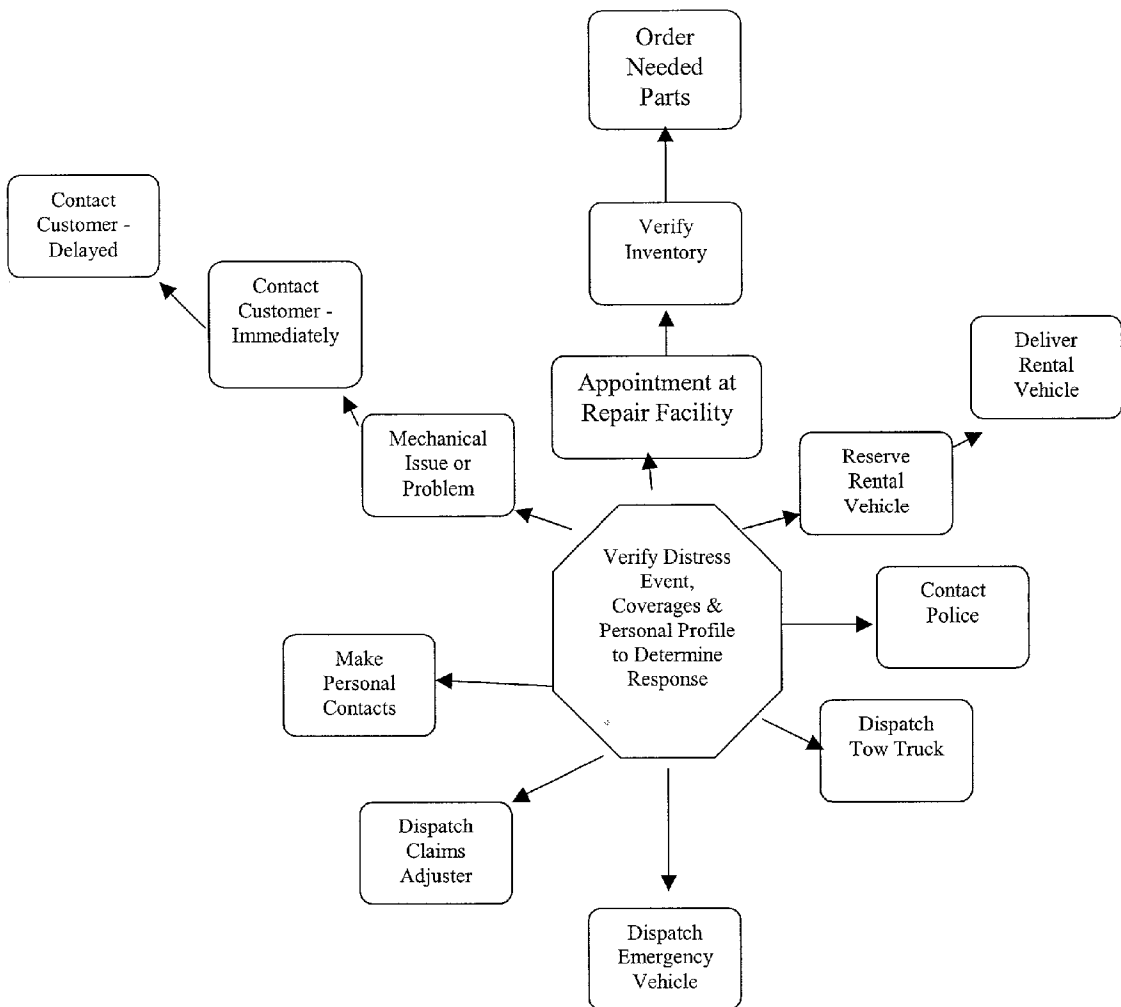 Order
Needed
Parts
Contact
Customer -
Delayed
Verify
Inventory
Contact
Customer -
Immediately
Deliver
Rental
Vehicle
Appointment at
Repair Facility
Mechanical
Issue or
Problem
Reserve
Rental
Vehicle
Verify Distress
Event,
Coverages &
Personal Profile
to Determine
Response
Contact
Police
Make
Personal
Contacts
Dispatch
Tow Truck
Dispatch
Claims
Adjuster
Dispatch
Emergency
Vehicle